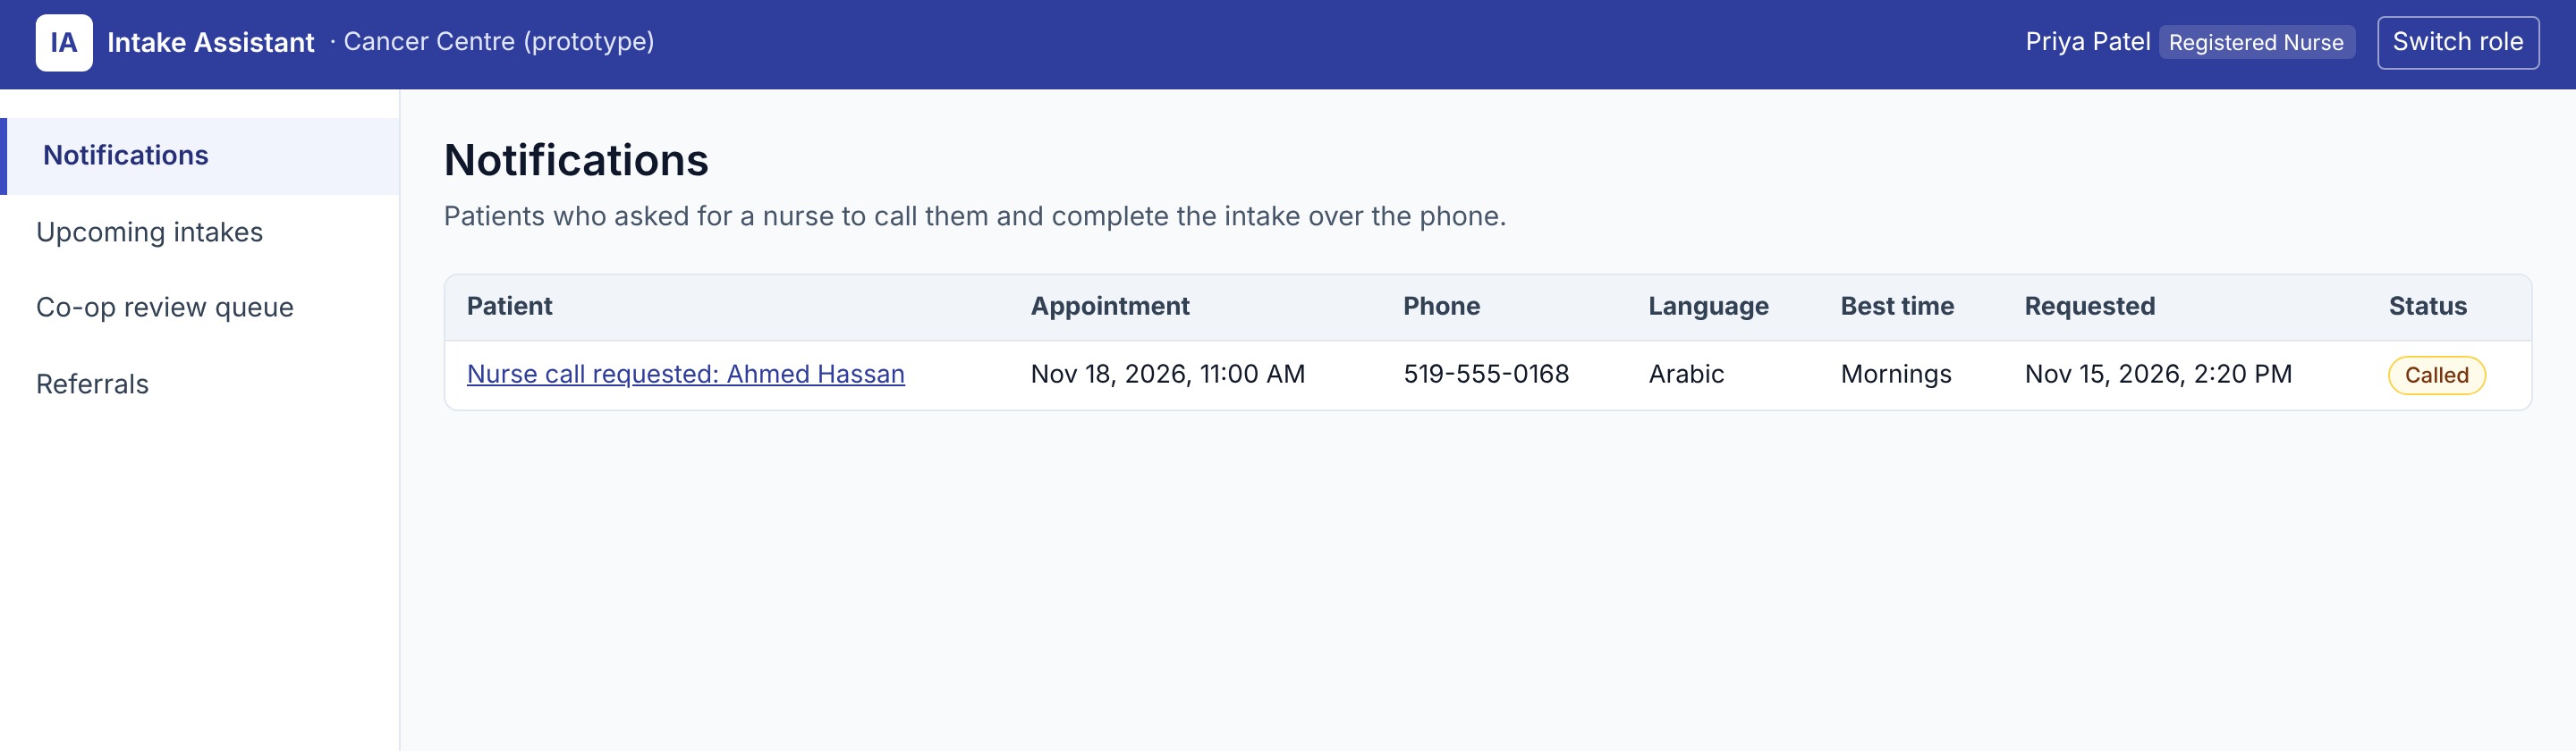 IA Intake Assistant · Cancer Centre (prototype) Priya Patel Registered Nurse Switch role
Notifications
Upcoming intakes
Co-op review queue
Referrals
Notifications
Patients who asked for a nurse to call them and complete the intake over the phone.
Patient Appointment Phone Language Best time Requested Status
Nurse call requested: Ahmed Hassan Nov 18, 2026, 11:00 AM 519-555-0168 Arabic Mornings Nov 15, 2026, 2:20 PM Called